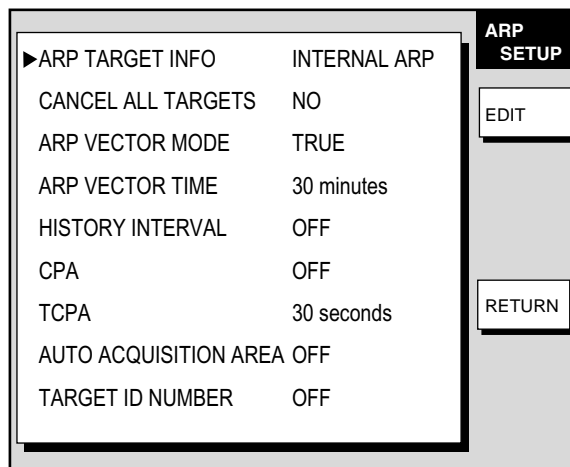 ARP
SETUP
▶ARP TARGET INFO INTERNAL ARP
CANCEL ALL TARGETS NO
ARP VECTOR MODE TRUE
ARP VECTOR TIME 30 minutes
HISTORY INTERVAL OFF
CPA OFF
TCPA 30 seconds
AUTO ACQUISITION AREA OFF
TARGET ID NUMBER OFF
EDIT
RETURN